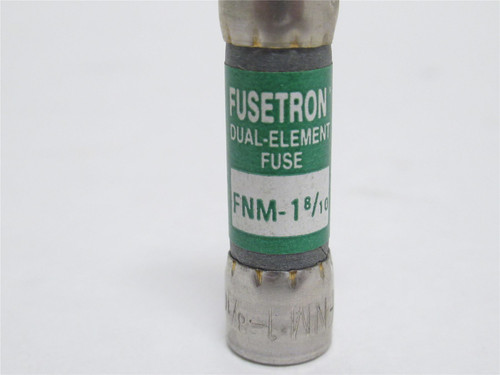 FUSETRON
DUAL-ELEMENT
FUSE
FNM-1 8/10